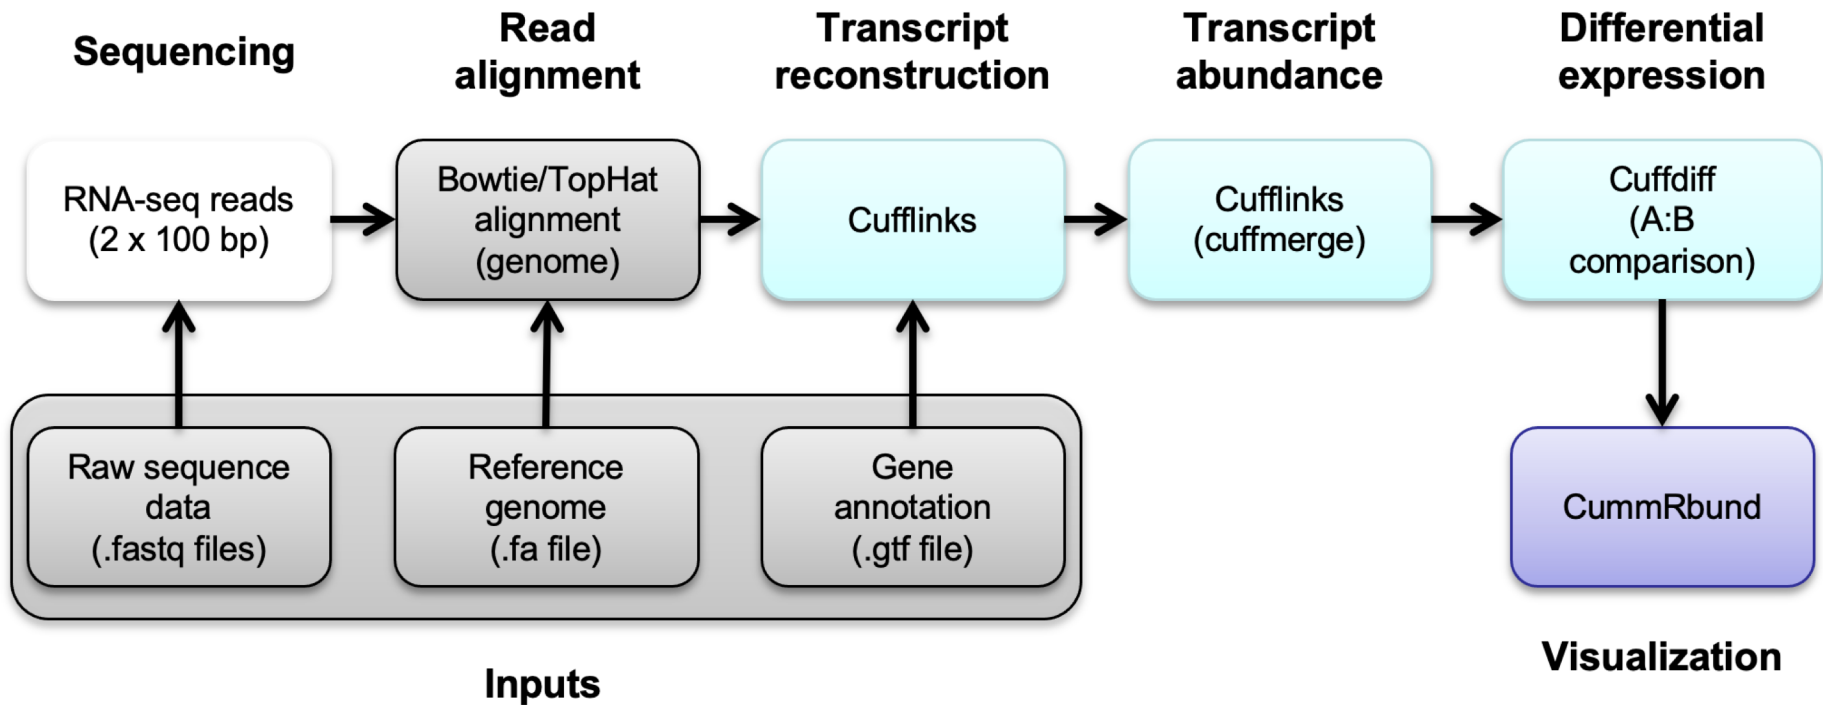 Sequencing
Read
alignment
Transcript
reconstruction
Transcript
abundance
Differential
expression
RNA-seq reads
(2 x 100 bp)
Bowtie/TopHat
alignment
(genome)
Cufflinks
Cufflinks
(cuffmerge)
Cuffdiff
(A:B
comparison)
Raw sequence
data
(.fastq files)
Reference
genome
(.fa file)
Gene
annotation
(.gtf file)
CummRbund
Inputs
Visualization